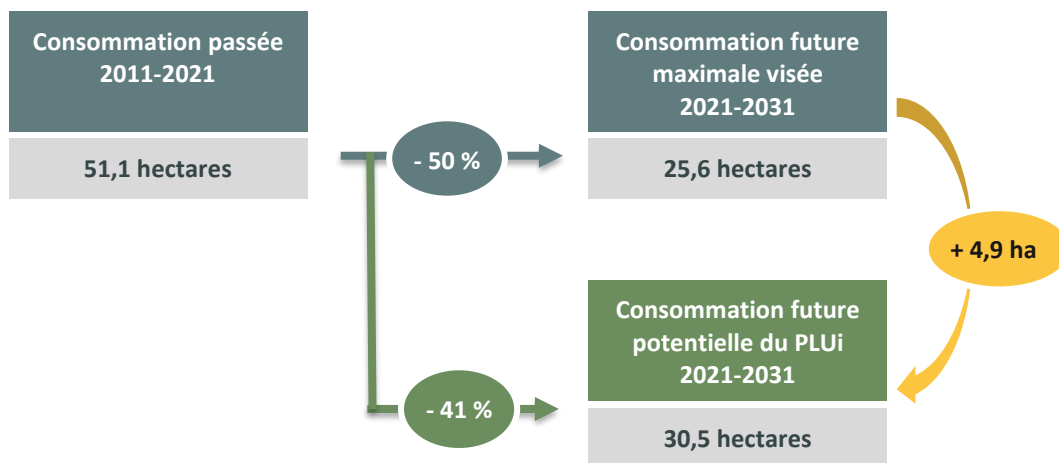 Consommation passée
2011-2021
51,1 hectares
- 50 %
Consommation future
maximale visée
2021-2031
25,6 hectares
+ 4,9 ha
- 41 %
Consommation future
potentielle du PLUi
2021-2031
30,5 hectares